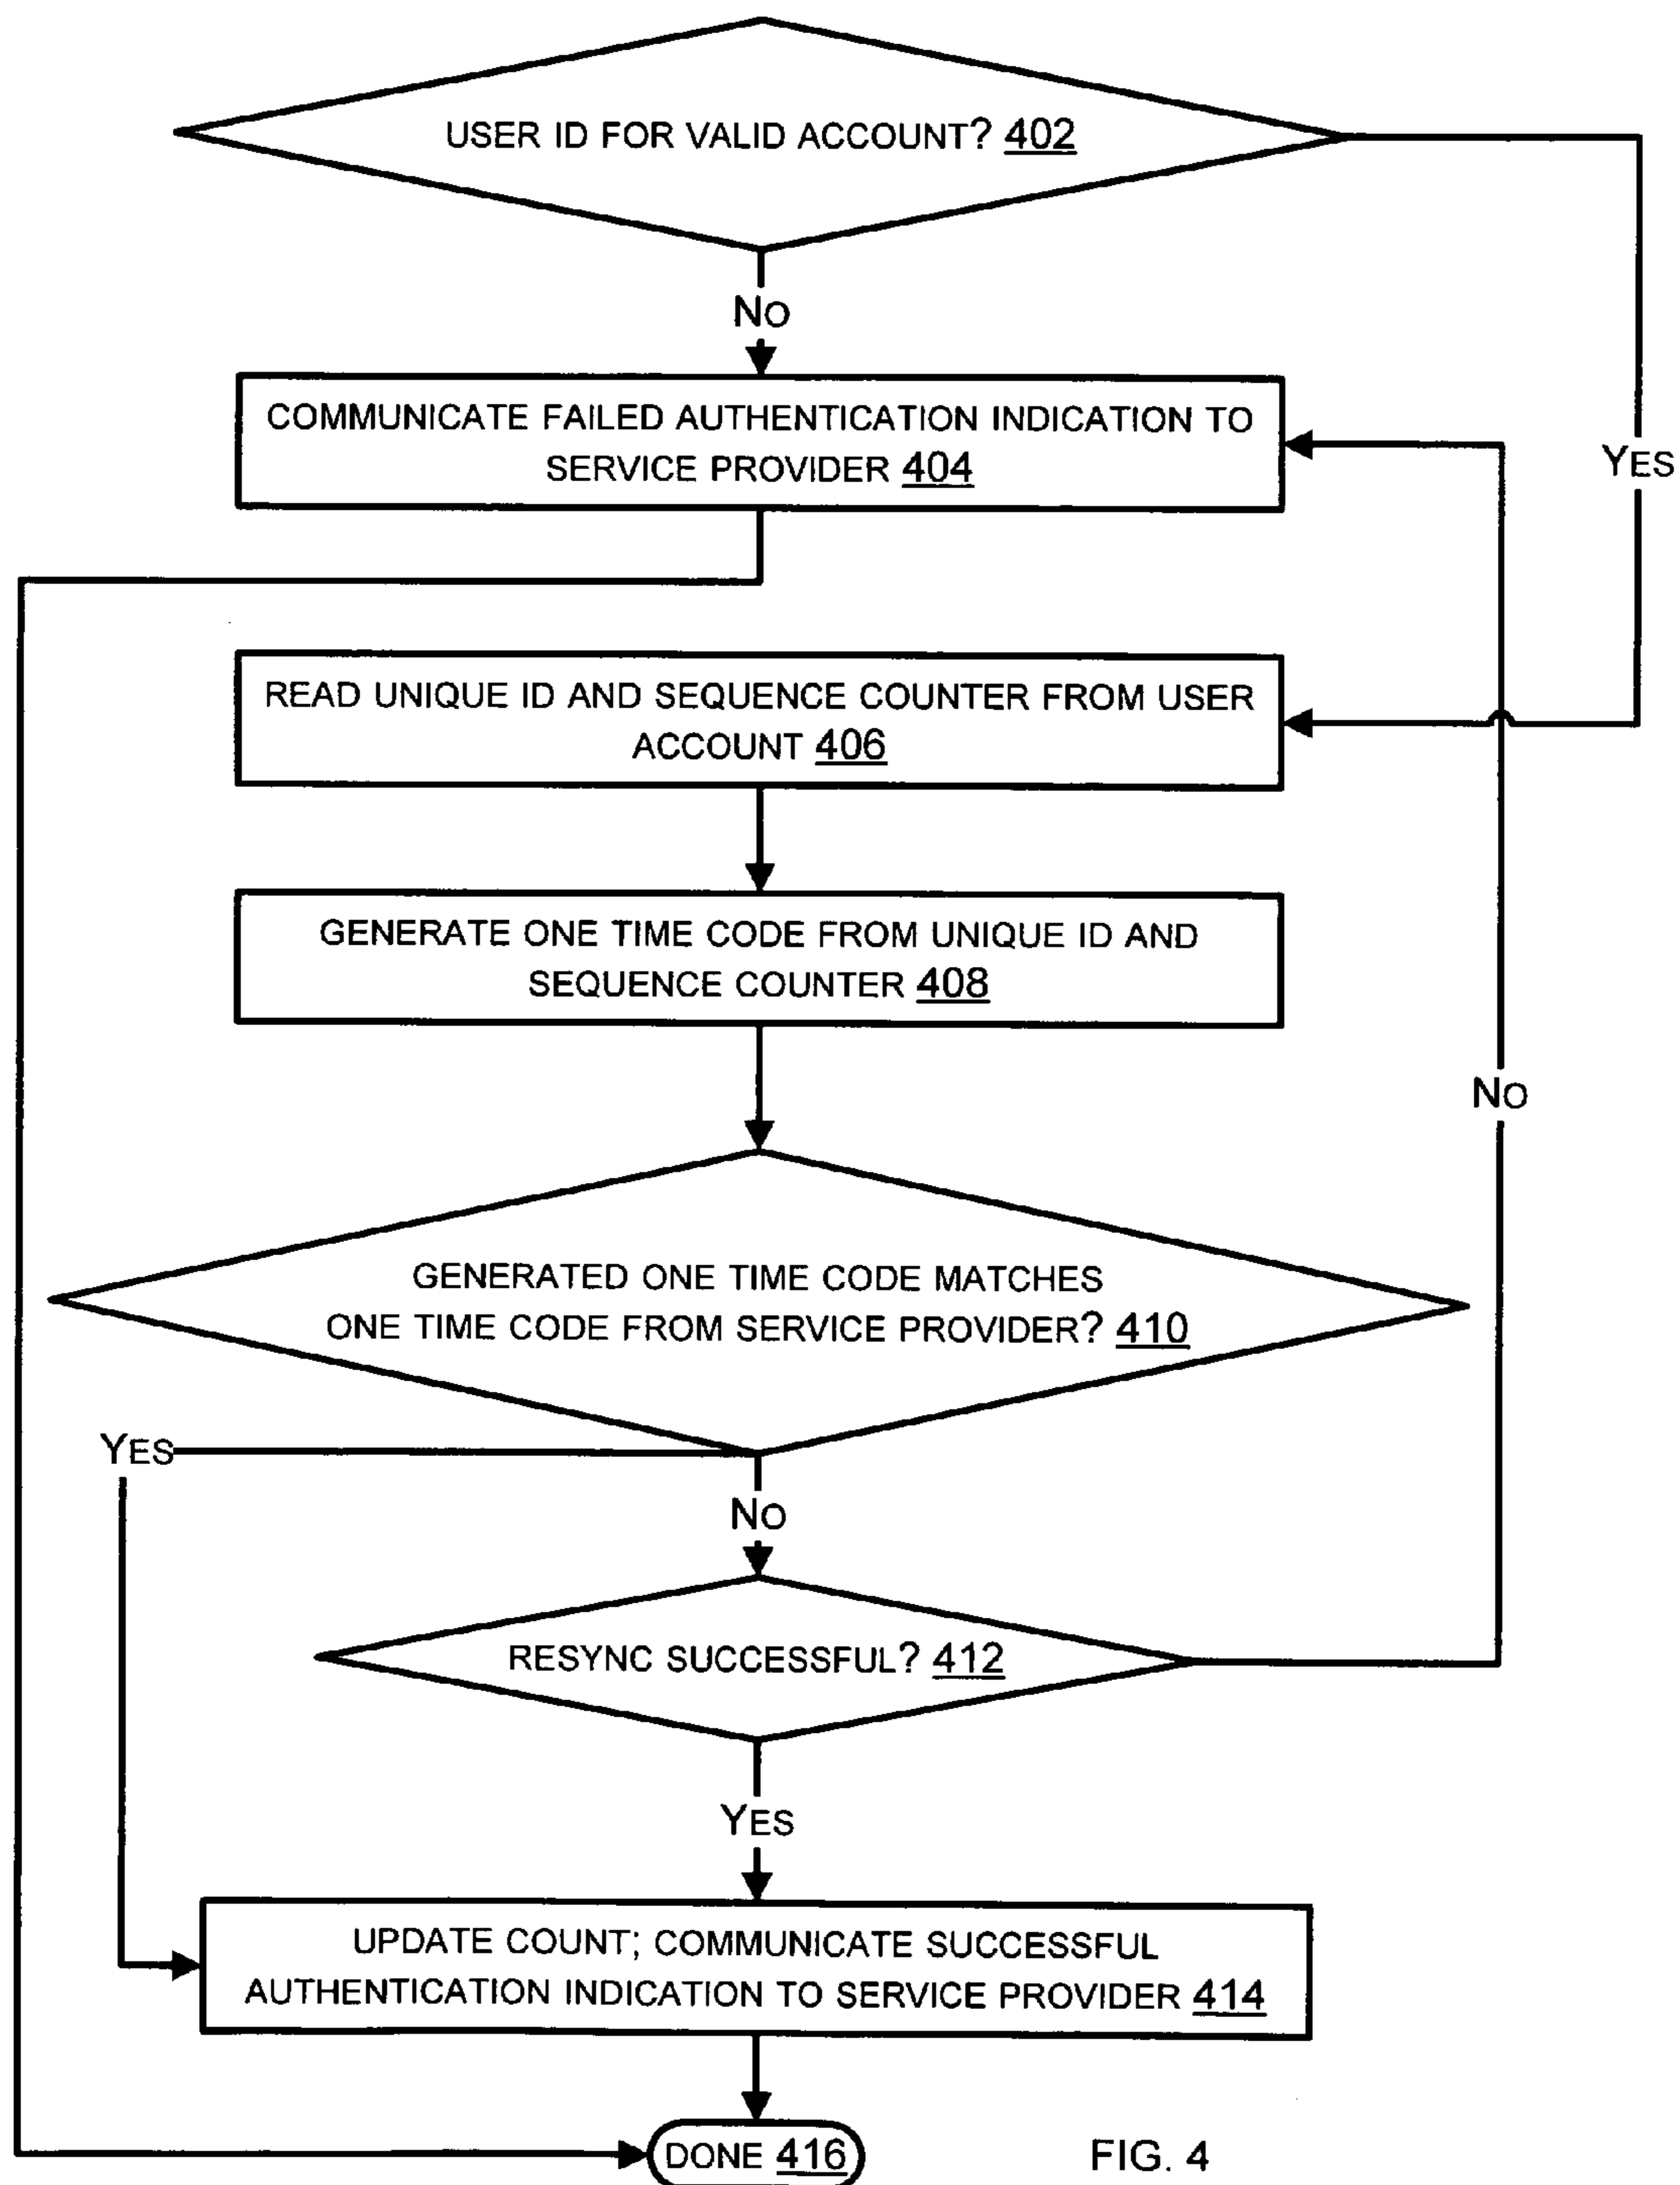 USER ID FOR VALID ACCOUNT? 402
NO
COMMUNICATE FAILED AUTHENTICATION INDICATION TO
SERVICE PROVIDER 404
YES
READ UNIQUE ID AND SEQUENCE COUNTER FROM USER
ACCOUNT 406
GENERATE ONE TIME CODE FROM UNIQUE ID AND
SEQUENCE COUNTER 408
NO
GENERATED ONE TIME CODE MATCHES
ONE TIME CODE FROM SERVICE PROVIDER? 410
YES
NO
RESYNC SUCCESSFUL? 412
YES
UPDATE COUNT; COMMUNICATE SUCCESSFUL
AUTHENTICATION INDICATION TO SERVICE PROVIDER 414
DONE 416
FIG. 4